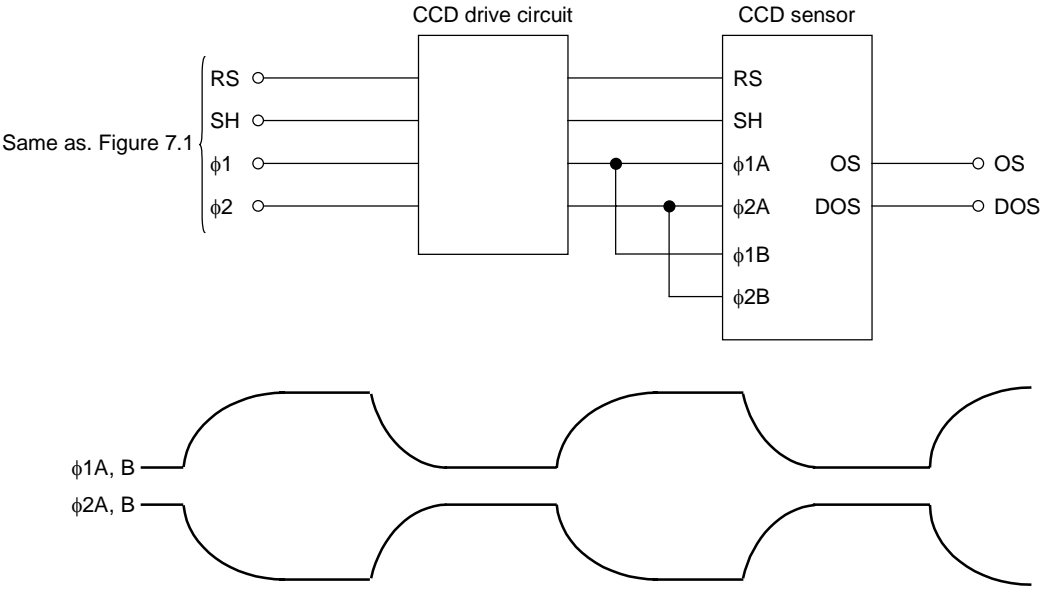 CCD drive circuit
CCD sensor
RS
SH
Same as. Figure 7.1
ϕ1
ϕ2
RS
SH
ϕ1A
ϕ2A
ϕ1B
ϕ2B
OS
DOS
OS
DOS
ϕ1A, B
ϕ2A, B